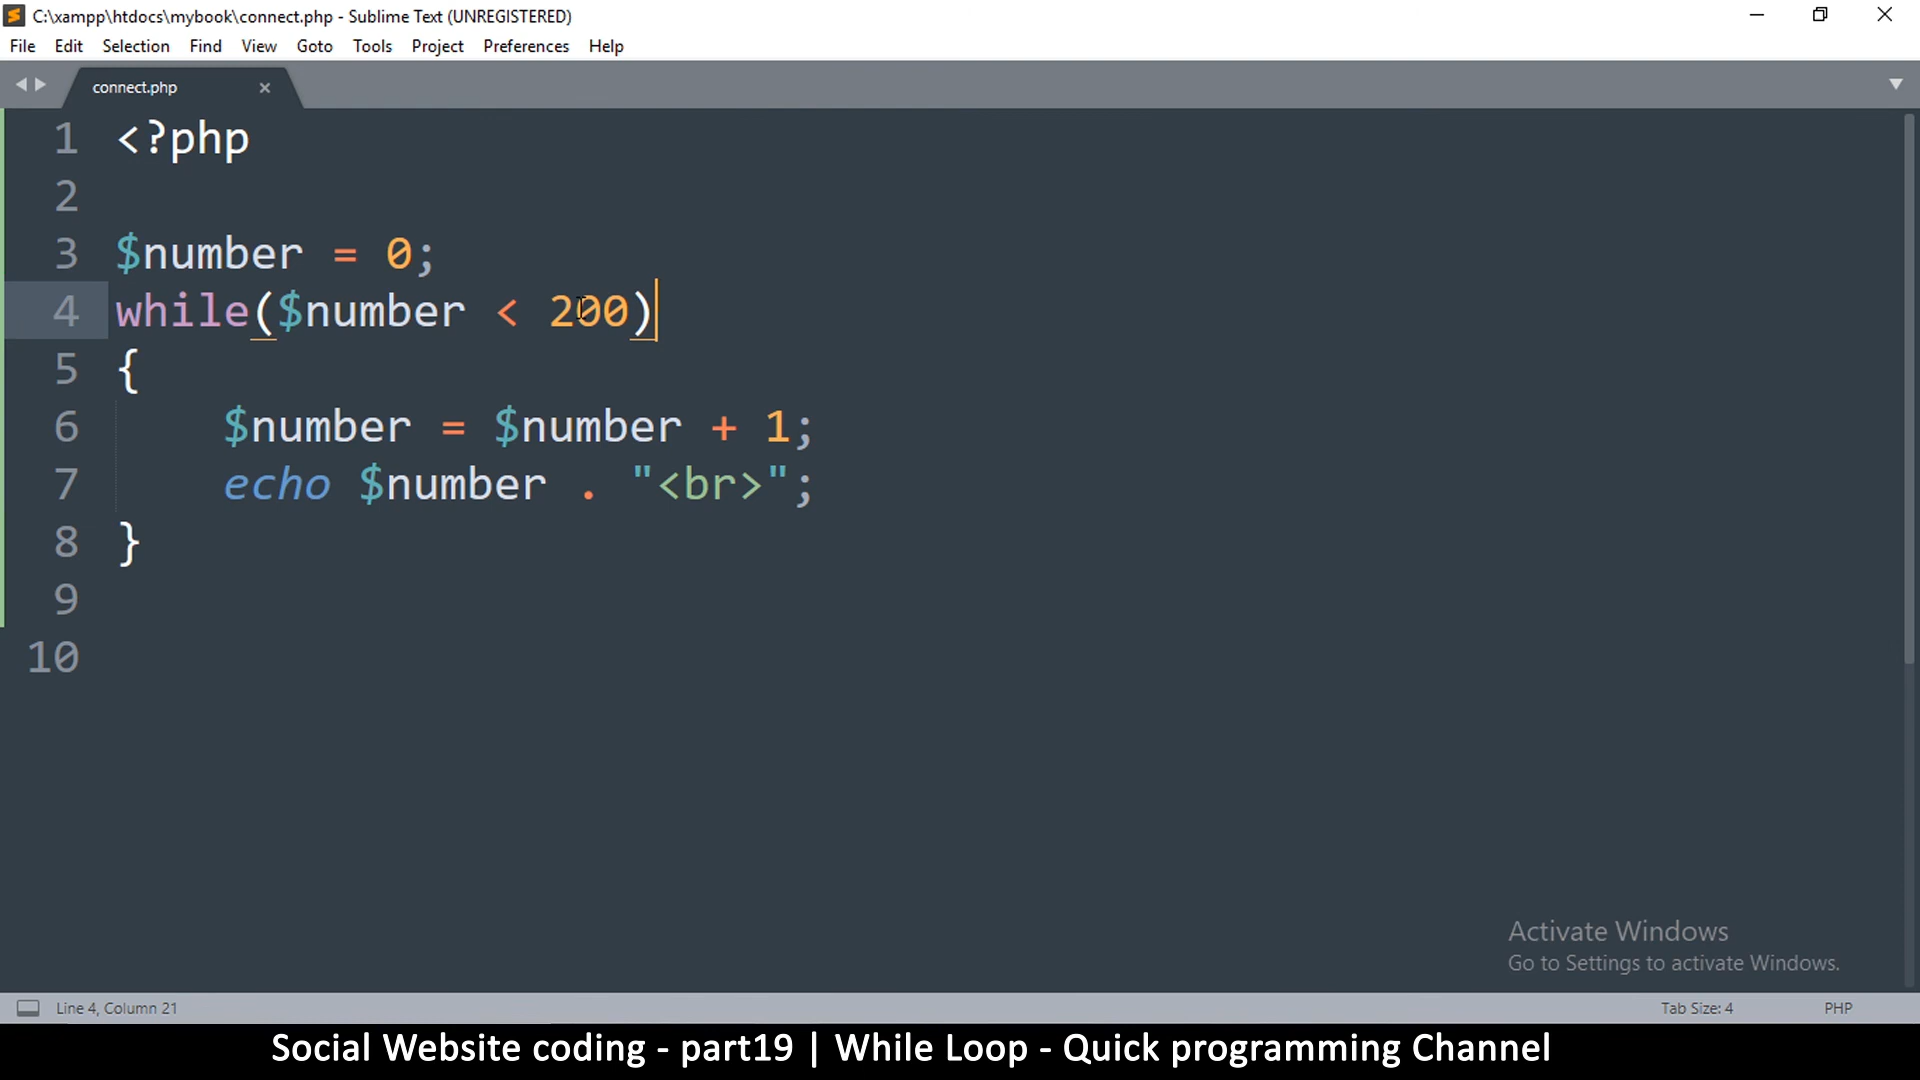 C:\xampp\htdocs\mybook\connect.php - Sublime Text (UNREGISTERED)
File Edit Selection Find View Goto Tools Project Preferences Help
connect.php
1 <?php
2
3 $number = 0;
4 while($number < 200)
5 {
6 $number = $number + 1;
7 echo $number . "<br>";
8 }
9
10
Activate Windows
Go to Settings to activate Windows.
Line 4, Column 21 Tab Size: 4 PHP
Social Website coding - part19 | While Loop - Quick programming Channel